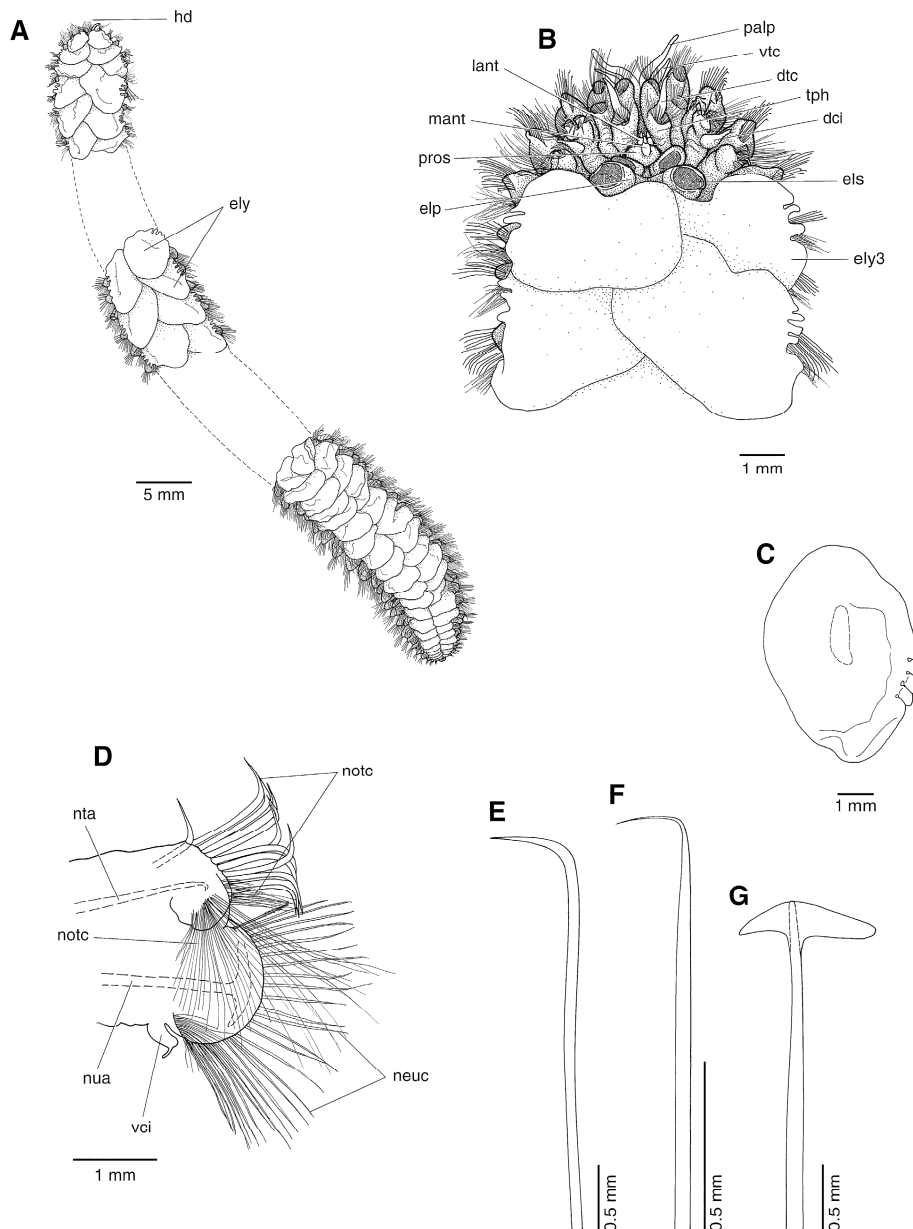 A
hd
ely
5 mm
B
palp
vtc
dtc
tph
dci
lant
mant
pros
elp
els
ely3
1 mm
C
1 mm
D
notc
nta
notc
nua
vci
neuc
1 mm
E
0.5 mm
F
0.5 mm
G
0.5 mm